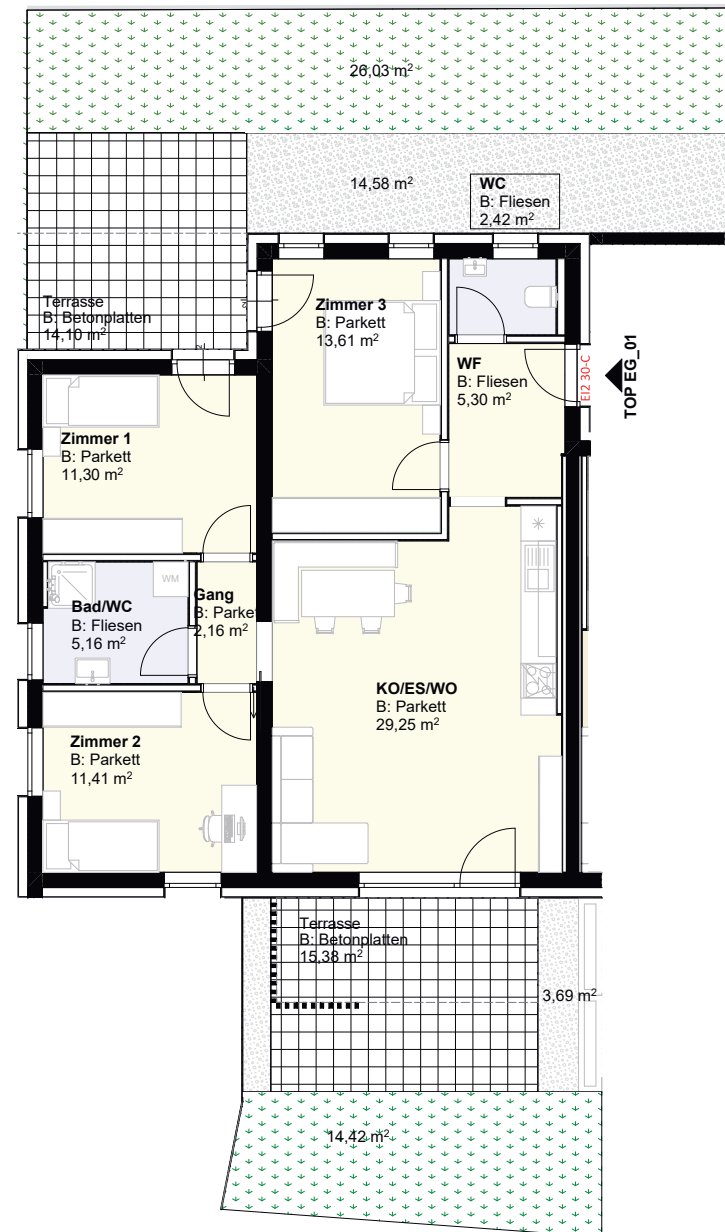 26,03 m²
14,58 m²
WC
B: Fliesen
2,42 m²
Terrasse
B: Betonplatten
14,10 m²
Zimmer 3
B: Parkett
13,61 m²
WF
B: Fliesen
5,30 m²
EI2 30-C
TOP EG_01
Zimmer 1
B: Parkett
11,30 m²
WM
Bad/WC
B: Fliesen
5,16 m²
Gang
B: Parke
2,16 m²
KO/ES/WO
B: Parkett
29,25 m²
Zimmer 2
B: Parkett
11,41 m²
Terrasse
B: Betonplatten
15,38 m²
3,69 m²
14,42 m²